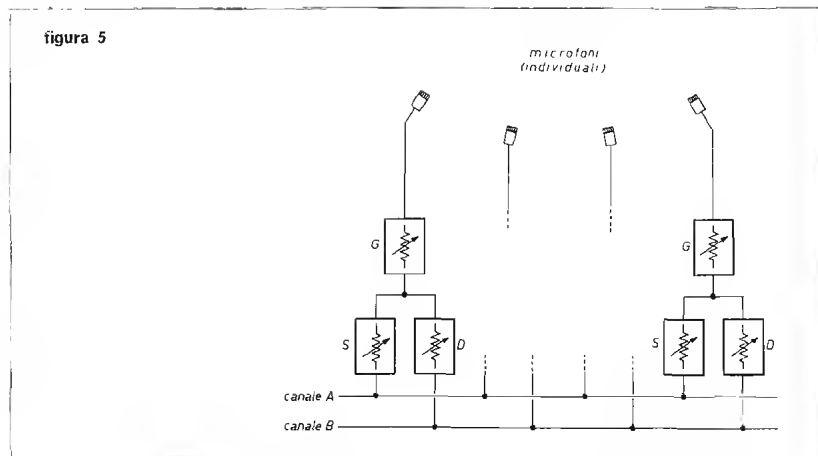 figura 5
microfoni
(individuali)
G
G
S
D
S
D
canale A
canale B